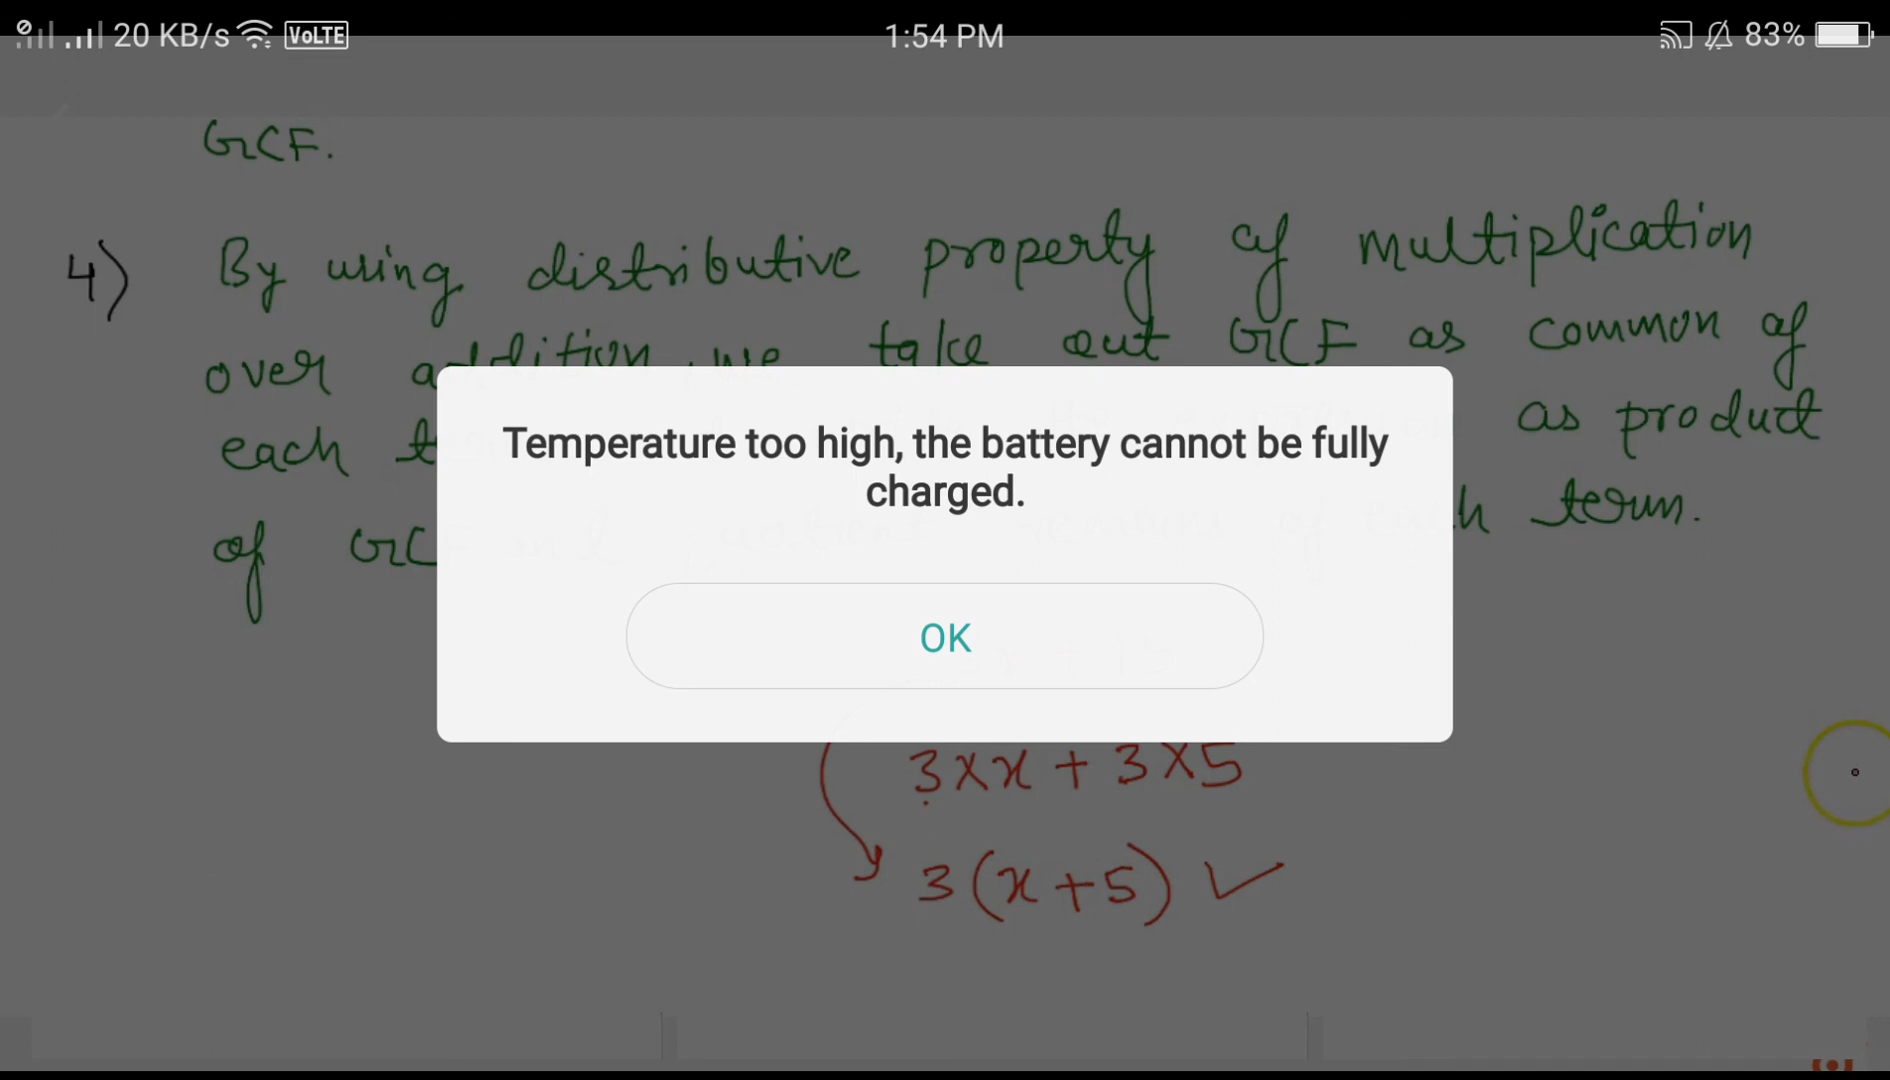 20 KB/s VoLTE 1:54 PM 83%
GCF.
4) By using distributive property of multiplication
over addition, we take out GCF as common of
each as product
of term.
Temperature too high, the battery cannot be fully
charged.
OK
3×x + 3×5
3(x+5) ✓